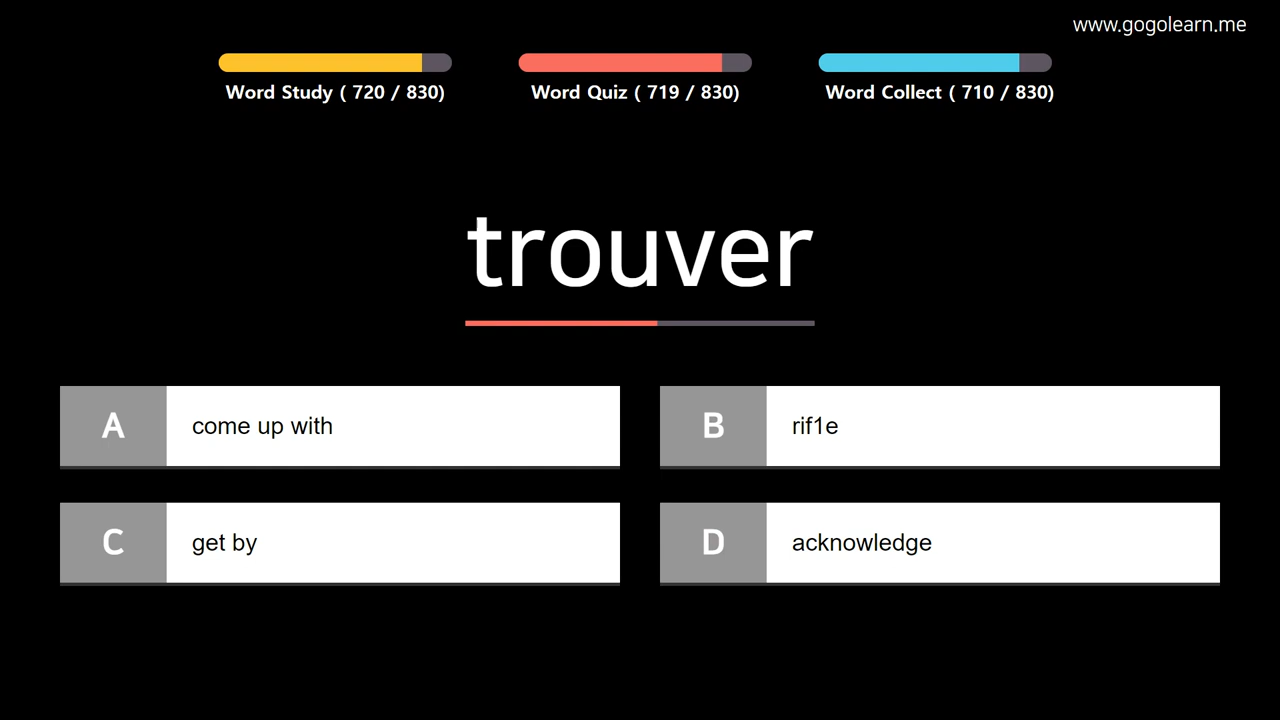 www.gogolearn.me
Word Study ( 720 / 830)
Word Quiz ( 719 / 830)
Word Collect ( 710 / 830)
trouver
A come up with
B rif1e
C get by
D acknowledge